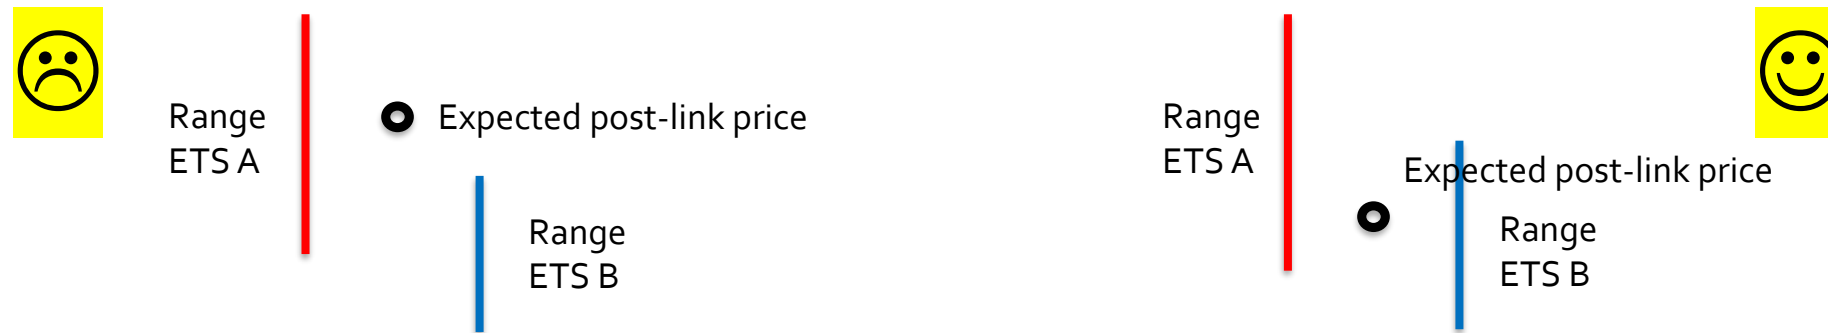 Range
ETS A
Expected post-link price
Range
ETS B
Range
ETS A
Expected post-link price
Range
ETS B